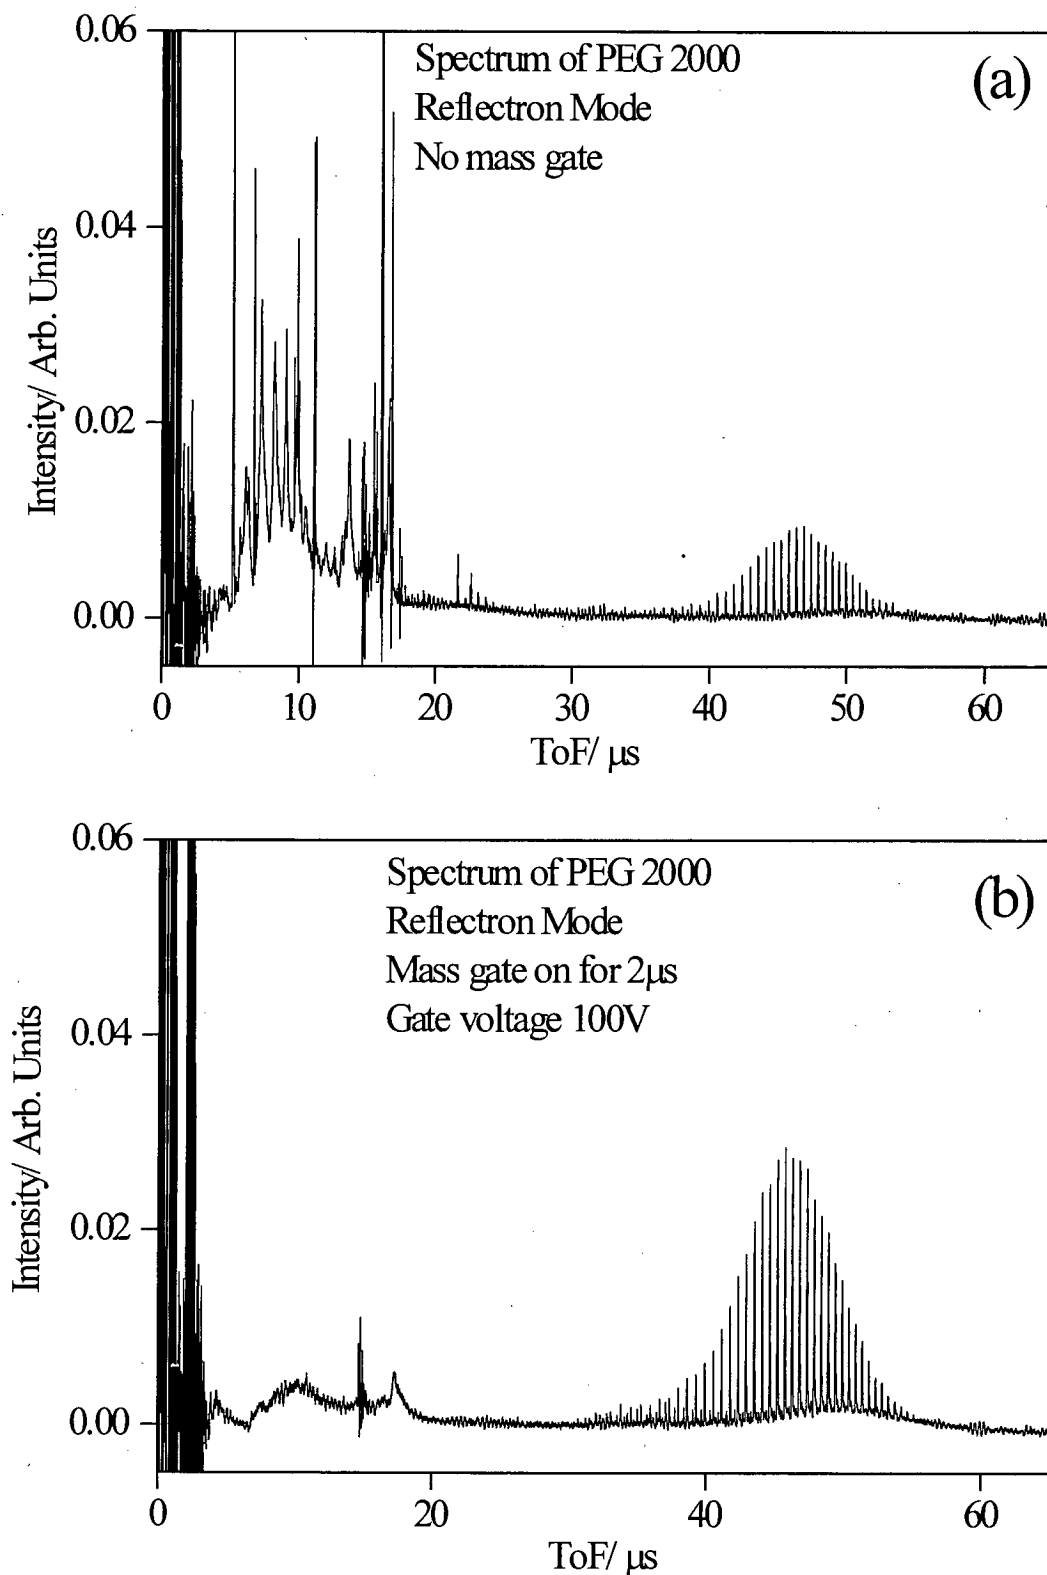 0.06
Spectrum of PEG 2000
(a)
Reflectron Mode
No mass gate
0.04
0.02
0.00
Intensity/ Arb. Units
0 10 20 30 40 50 60
ToF/ μs
0.06
Spectrum of PEG 2000
(b)
Reflectron Mode
Mass gate on for 2μs
Gate voltage 100V
0.04
0.02
0.00
Intensity/ Arb. Units
0 20 40 60
ToF/ μs